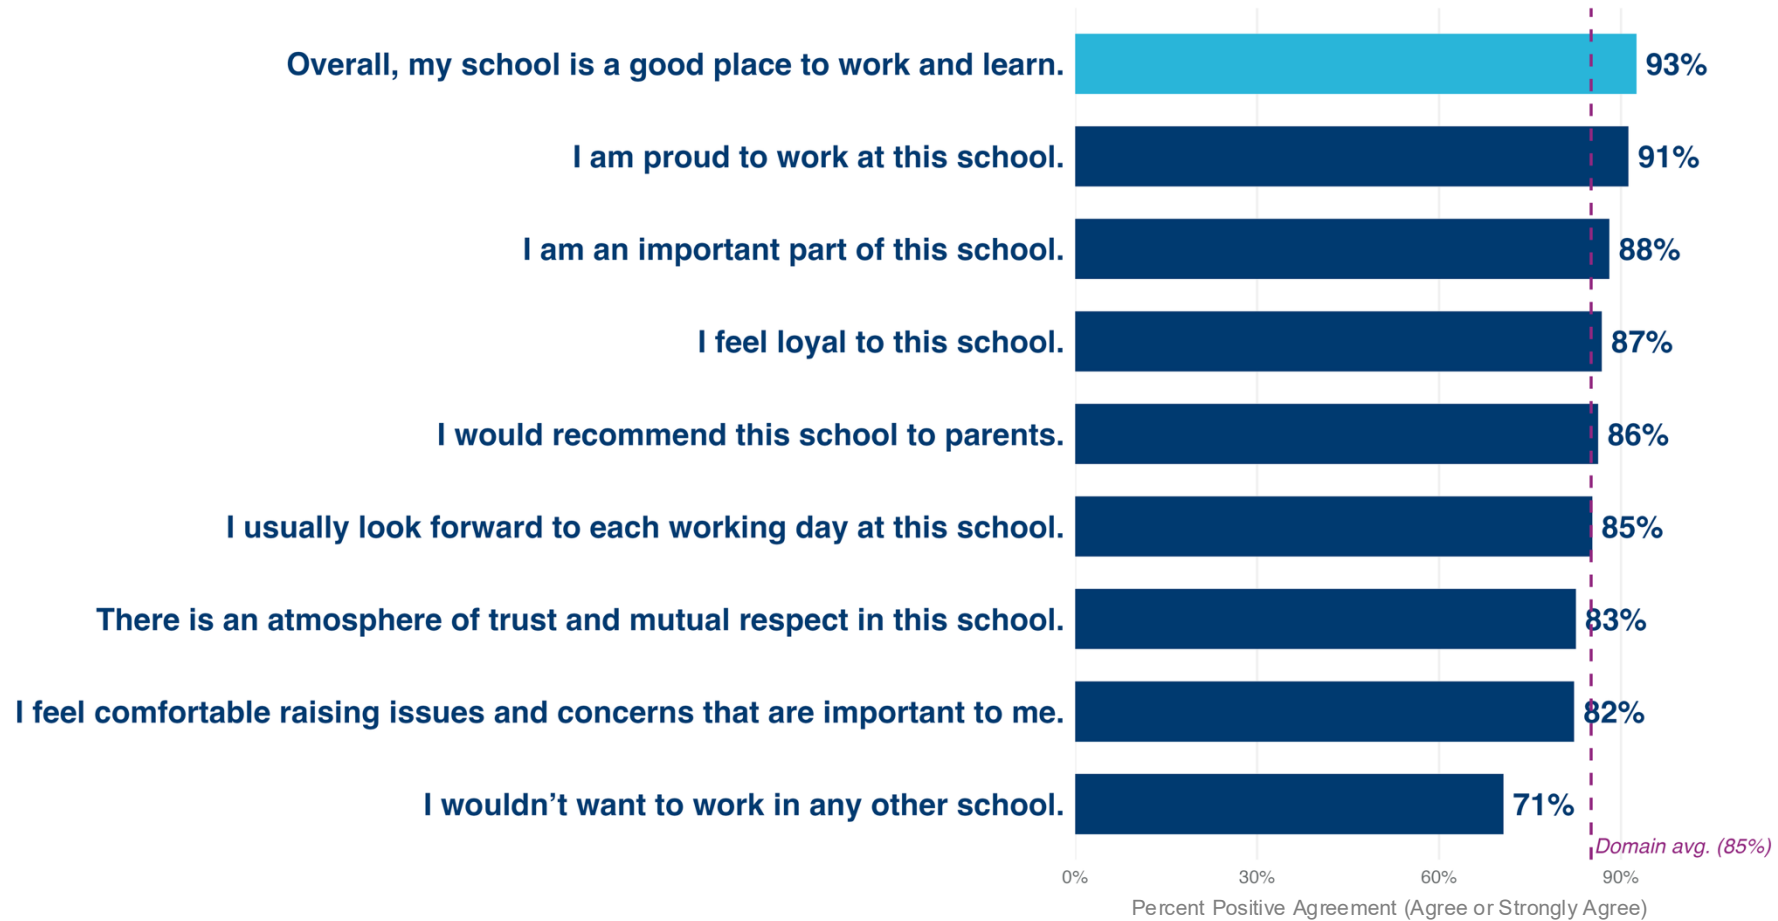 Overall, my school is a good place to work and learn. 93%
I am proud to work at this school. 91%
I am an important part of this school. 88%
I feel loyal to this school. 87%
I would recommend this school to parents. 86%
I usually look forward to each working day at this school. 85%
There is an atmosphere of trust and mutual respect in this school. 83%
I feel comfortable raising issues and concerns that are important to me. 82%
I wouldn’t want to work in any other school. 71%
Domain avg. (85%)
0% 30% 60% 90%
Percent Positive Agreement (Agree or Strongly Agree)